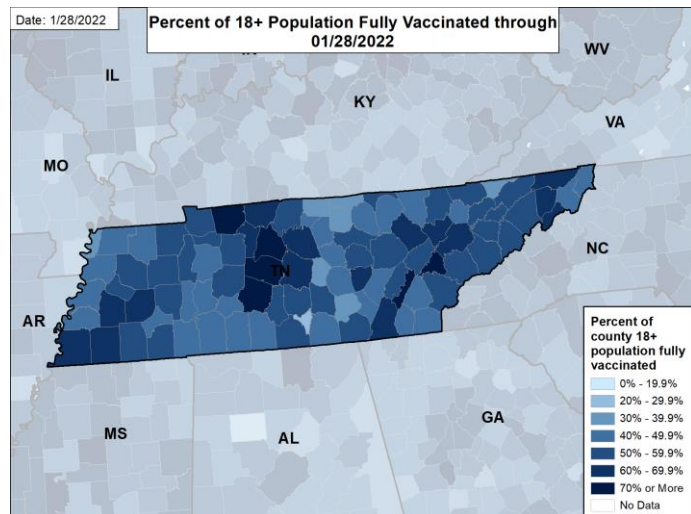 Date: 1/28/2022
Percent of 18+ Population Fully Vaccinated through
01/28/2022
WV
IL
KY
VA
MO
TN
NC
AR
MS
AL
GA
Percent of
county 18+
population fully
vaccinated
0% - 19.9%
20% - 29.9%
30% - 39.9%
40% - 49.9%
50% - 59.9%
60% - 69.9%
70% or More
No Data